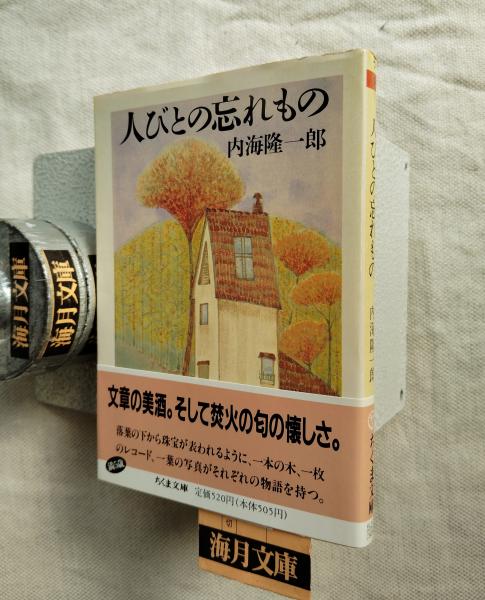 人びとの忘れもの
内海隆一郎
文章の美酒。そして焚火の匂の懐しさ。
落葉の下から珠宝が表われるように、一本の木、一枚
のレコード、一葉の写真がそれぞれの物語を持つ。
ちくま文庫 定価520円(本体505円)
人びとの忘れもの
内海隆一郎
ちくま文庫
海月文庫
海月文庫
切
海月文庫